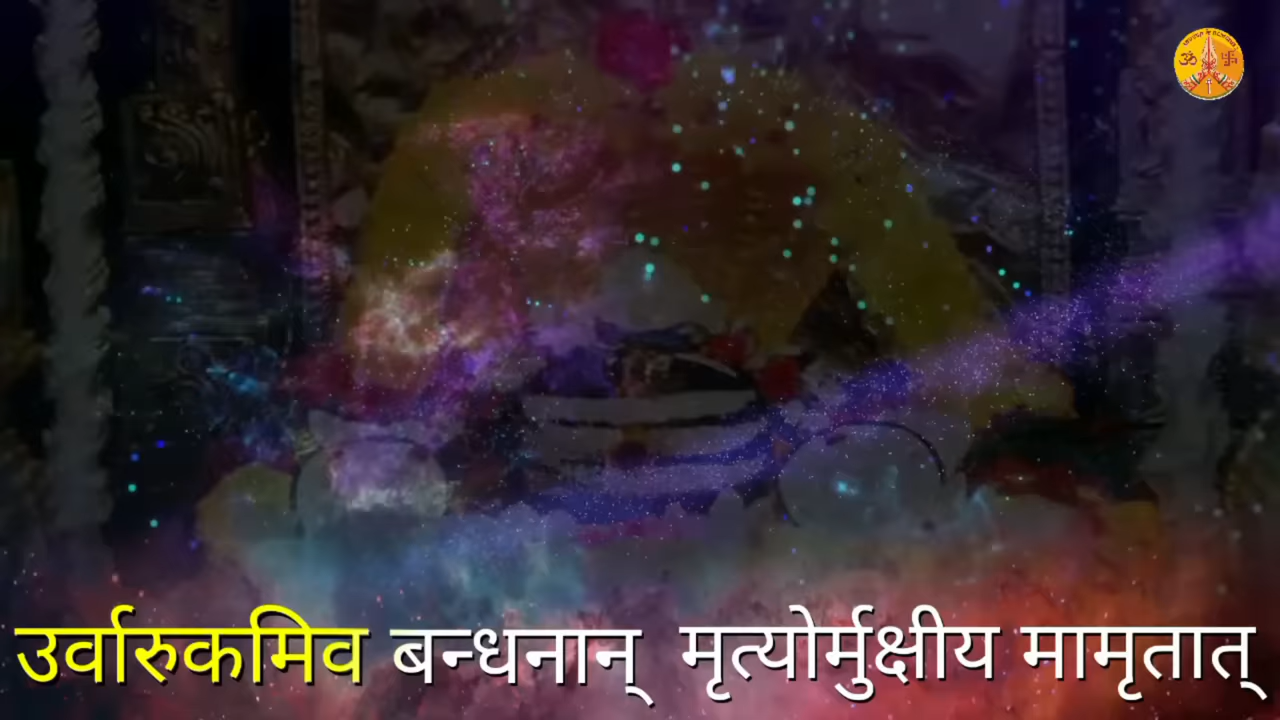 उर्वारुकमिव बन्धनान् मृत्योर्मुक्षीय मामृतात्